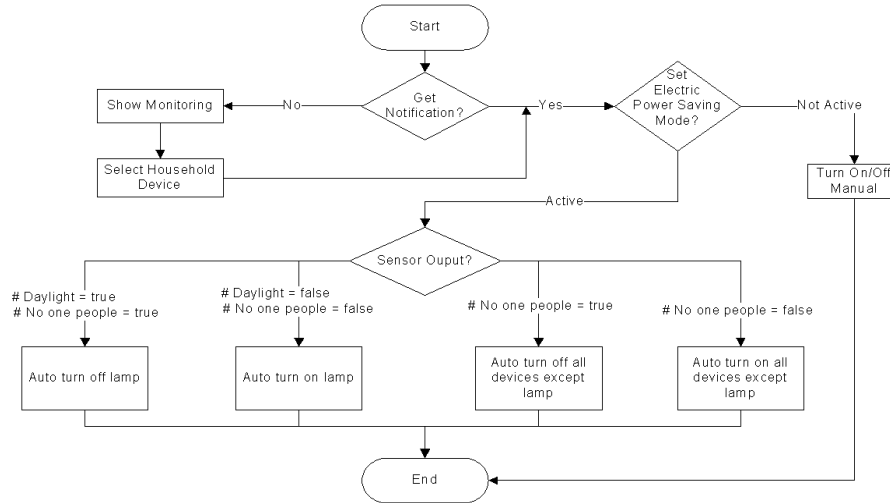 Start
Get
Notification?
No
Yes
Show Monitoring
Select Household
Device
Set
Electric
Power Saving
Mode?
Not Active
Turn On/Off
Manual
Active
Sensor Ouput?
# Daylight = true
# No one people = true
# Daylight = false
# No one people = false
# No one people = true
# No one people = false
Auto turn off lamp
Auto turn on lamp
Auto turn off all
devices except
lamp
Auto turn on all
devices except
lamp
End